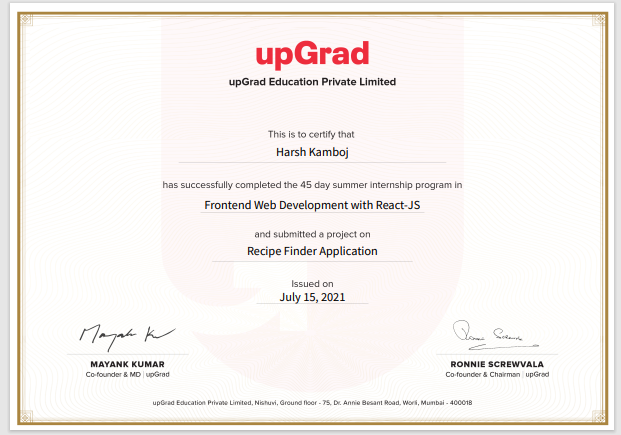 upGrad
upGrad Education Private Limited
This is to certify that
Harsh Kamboj
has successfully completed the 45 day summer internship program in
Frontend Web Development with React-JS
and submitted a project on
Recipe Finder Application
Issued on
July 15, 2021
MAYANK KUMAR
Co-founder & MD | upGrad
RONNIE SCREWVALA
Co-founder & Chairman | upGrad
upGrad Education Private Limited, Nishuvi, Ground floor - 75, Dr. Annie Besant Road, Worli, Mumbai - 400018